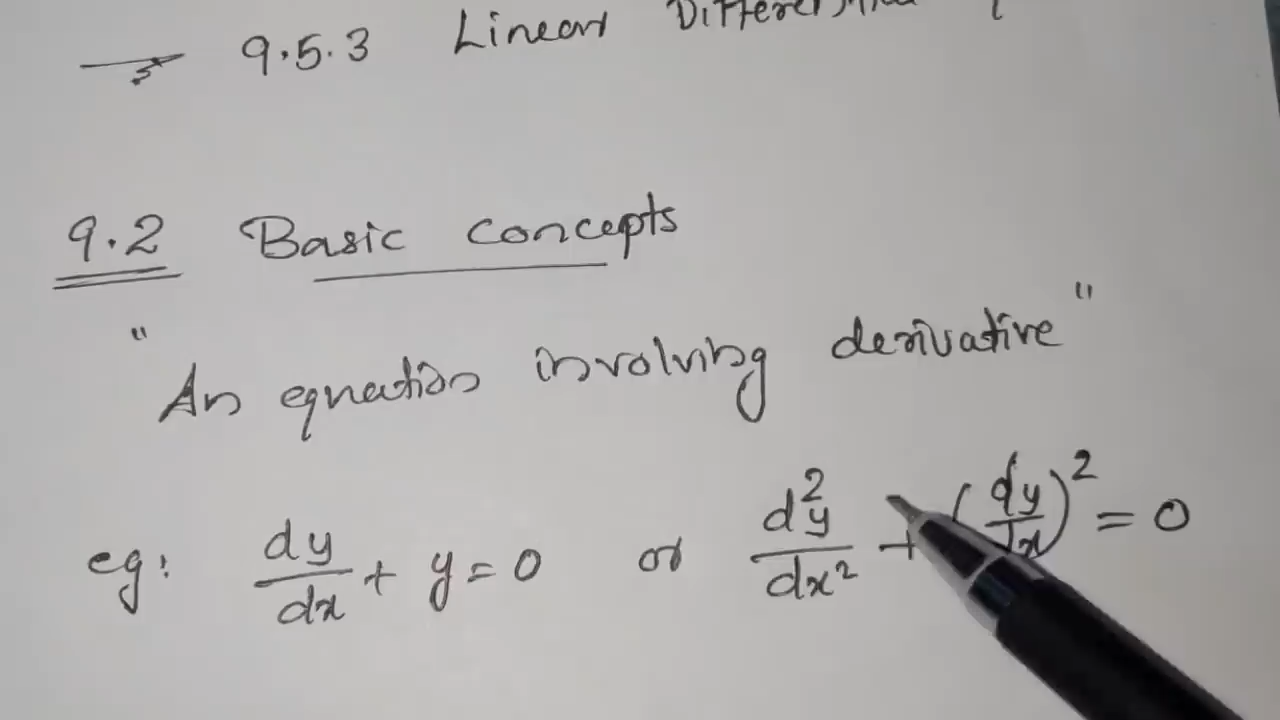 9.5.3 Linear Differential
9.2 Basic concepts
"An equation involving derivative"
eg: dy/dx + y = 0 or d²y/dx² + (dy/dx)² = 0